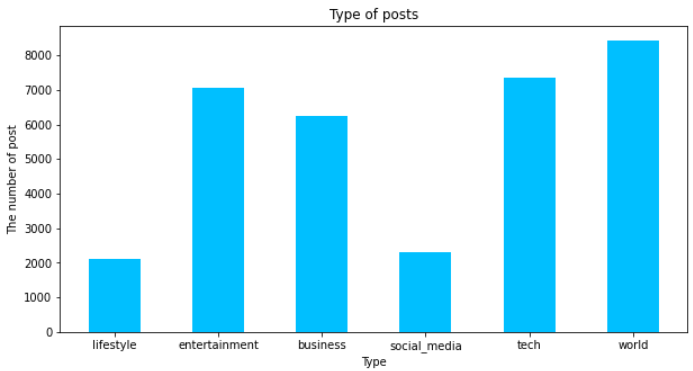 Type of posts
The number of post
8000
7000
6000
5000
4000
3000
2000
1000
0
lifestyle entertainment business social_media tech world
Type